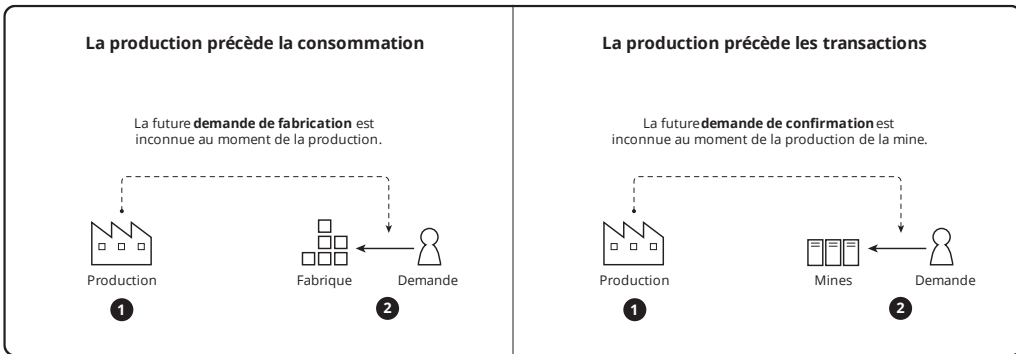 La production précède la consommation
La future demande de fabrication est
inconnue au moment de la production.
Production
Fabrique
Demande
1
2
La production précède les transactions
La future demande de confirmation est
inconnue au moment de la production de la mine.
Production
Mines
Demande
1
2